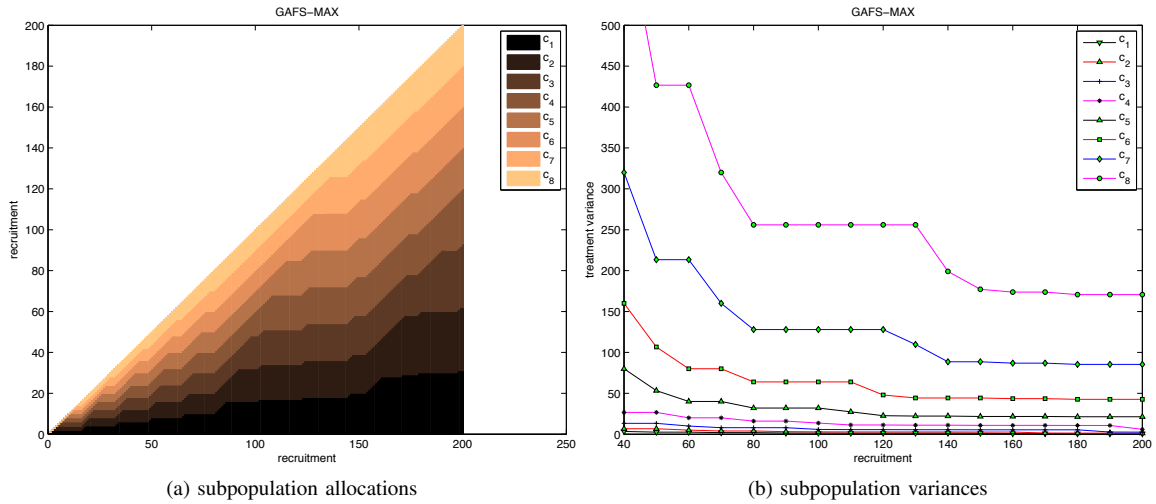 GAFS-MAX
200
180
160
140
120
100
80
60
40
20
0
recruitment
0
50
100
150
200
250
recruitment
c1
c2
c3
c4
c5
c6
c7
c8
(a) subpopulation allocations
GAFS-MAX
500
450
400
350
300
250
200
150
100
50
0
treatment variance
40
60
80
100
120
140
160
180
200
recruitment
c1
c2
c3
c4
c5
c6
c7
c8
(b) subpopulation variances